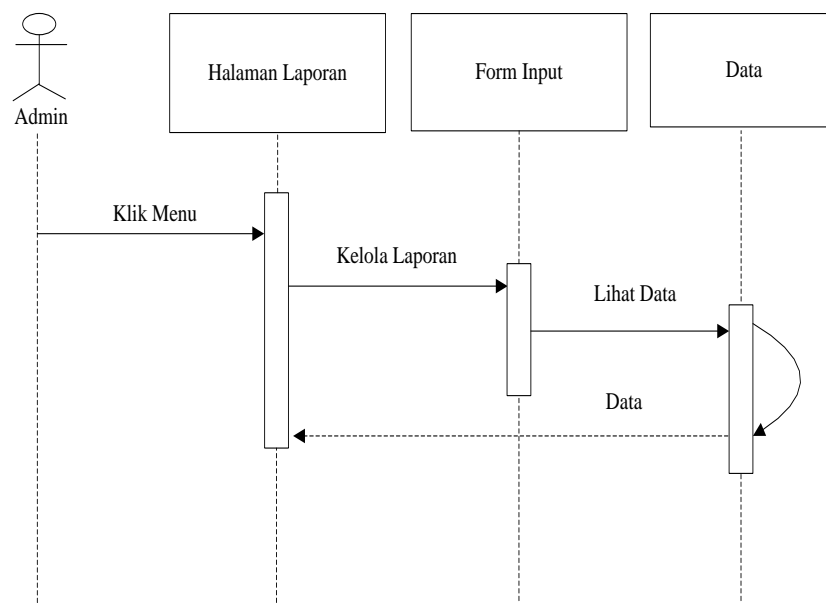 Halaman Laporan
Form Input
Data
Admin
Klik Menu
Kelola Laporan
Lihat Data
Data